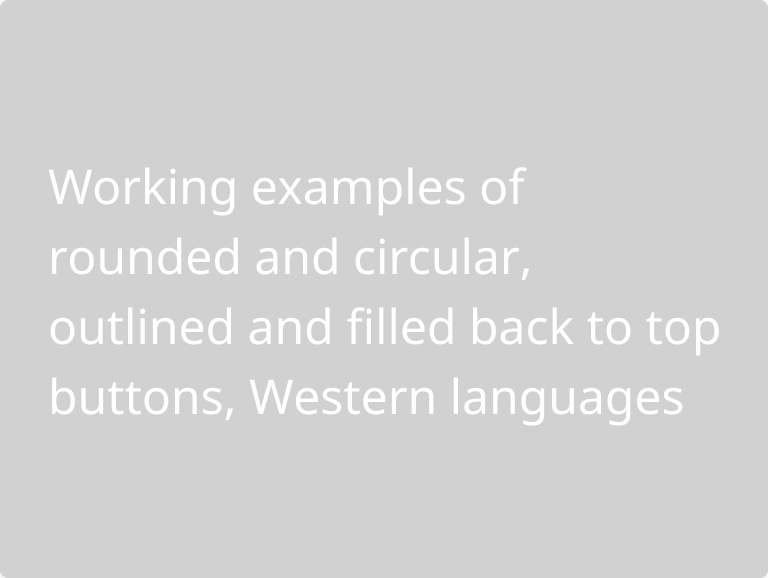 Working examples of
rounded and circular,
outlined and filled back to top
buttons, Western languages